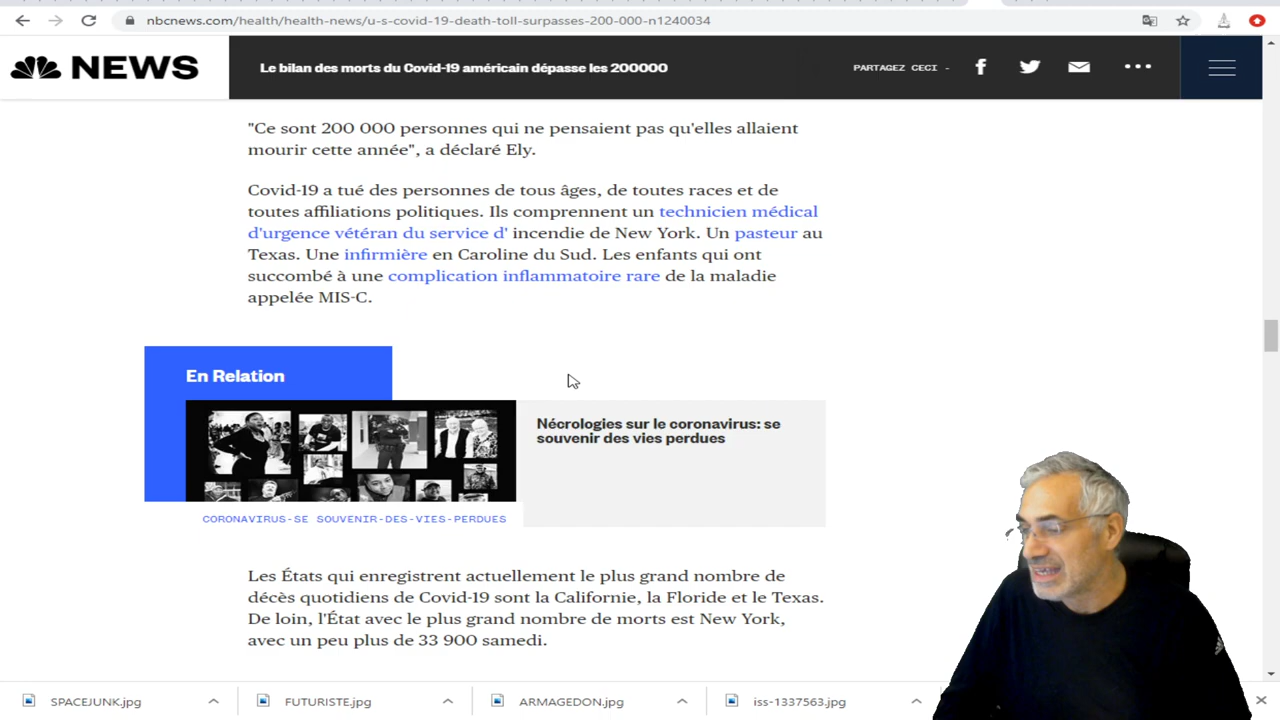 nbcnews.com/health/health-news/u-s-covid-19-death-toll-surpasses-200-000-n1240034
NEWS
Le bilan des morts du Covid-19 américain dépasse les 200000
PARTAGEZ CECI -
"Ce sont 200 000 personnes qui ne pensaient pas qu'elles allaient
mourir cette année", a déclaré Ely.
Covid-19 a tué des personnes de tous âges, de toutes races et de
toutes affiliations politiques. Ils comprennent un technicien médical
d'urgence vétéran du service d' incendie de New York. Un pasteur au
Texas. Une infirmière en Caroline du Sud. Les enfants qui ont
succombé à une complication inflammatoire rare de la maladie
appelée MIS-C.
En Relation
Nécrologies sur le coronavirus: se
souvenir des vies perdues
CORONAVIRUS-SE SOUVENIR-DES-VIES-PERDUES
Les États qui enregistrent actuellement le plus grand nombre de
décès quotidiens de Covid-19 sont la Californie, la Floride et le Texas.
De loin, l'État avec le plus grand nombre de morts est New York,
avec un peu plus de 33 900 samedi.
SPACEJUNK.jpg
FUTURISTE.jpg
ARMAGEDON.jpg
iss-1337563.jpg